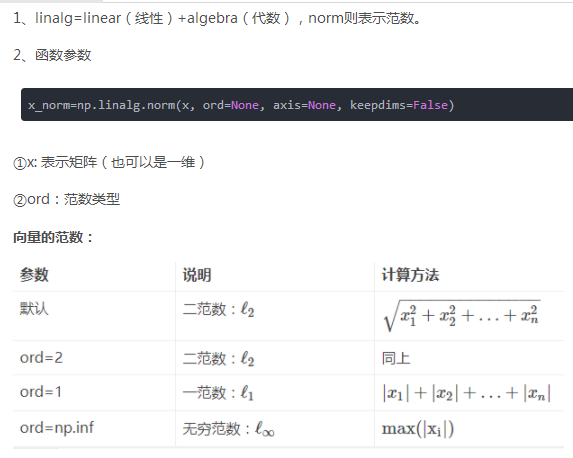 1、linalg=linear（线性）+algebra（代数），norm则表示范数。
2、函数参数
x_norm=np.linalg.norm(x, ord=None, axis=None, keepdims=False)
①x: 表示矩阵（也可以是一维）
②ord：范数类型
向量的范数：
参数 说明 计算方法
默认 二范数：ℓ₂ √(x₁² + x₂² + . . . + xₙ²)
ord=2 二范数：ℓ₂ 同上
ord=1 一范数：ℓ₁ |x₁| + |x₂| + . . . + |xₙ|
ord=np.inf 无穷范数：ℓ∞ max(|xᵢ|)